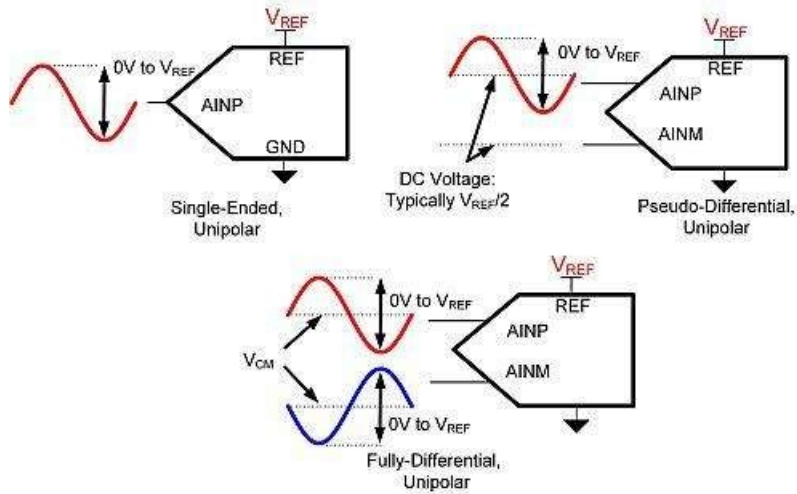 VREF
0V to VREF
REF
AINP
GND
Single-Ended,
Unipolar
VREF
0V to VREF
REF
AINP
AINM
DC Voltage:
Typically VREF/2
Pseudo-Differential,
Unipolar
VREF
0V to VREF
REF
AINP
VCM
AINM
0V to VREF
Fully-Differential,
Unipolar